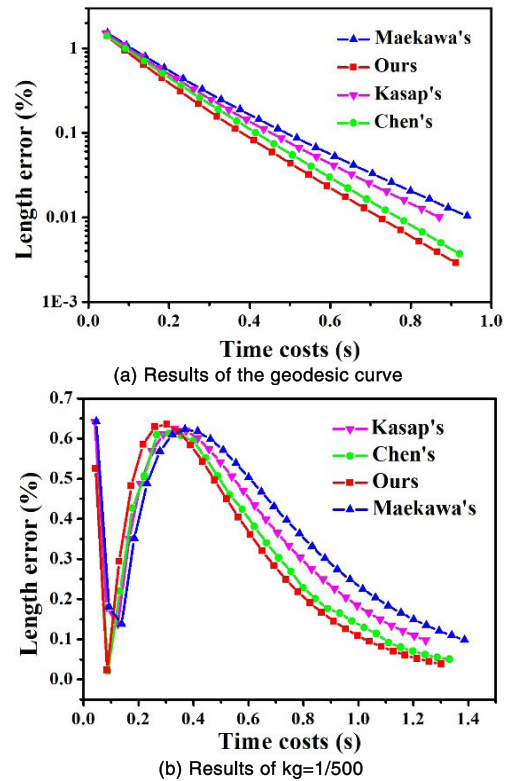 1
0.1
0.01
1E-3
Length error (%)
Maekawa's
Ours
Kasap's
Chen's
0.0 0.2 0.4 0.6 0.8 1.0
Time costs (s)
(a) Results of the geodesic curve
0.7
0.6
0.5
0.4
0.3
0.2
0.1
0.0
Length error (%)
Kasap's
Chen's
Ours
Maekawa's
0.0 0.2 0.4 0.6 0.8 1.0 1.2 1.4
Time costs (s)
(b) Results of kg=1/500